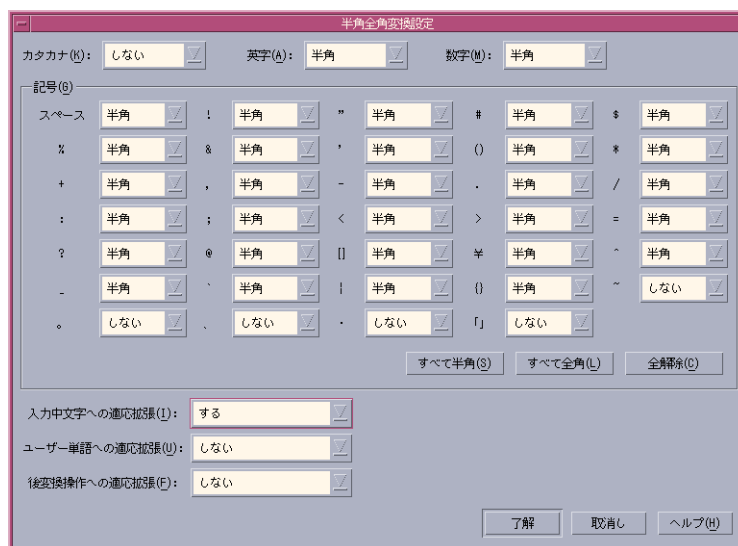 半角全角変換設定
カタカナ(K): しない 英字(A): 半角 数字(M): 半角
記号(G)
スペース 半角 ! 半角 " 半角 # 半角 $ 半角
% 半角 & 半角 ' 半角 () 半角 * 半角
+ 半角 , 半角 - 半角 . 半角 / 半角
: 半角 ; 半角 < 半角 > 半角 = 半角
? 半角 @ 半角 [] 半角 ¥ 半角 ^ 半角
_ 半角 ` 半角 ¦ 半角 {} 半角 ~ しない
。 しない 、 しない ・ しない 「」 しない
すべて半角(S) すべて全角(L) 全解除(C)
入力中文字への適応拡張(I): する
ユーザー単語への適応拡張(U): しない
後変換操作への適応拡張(F): しない
了解 取消し ヘルプ(H)